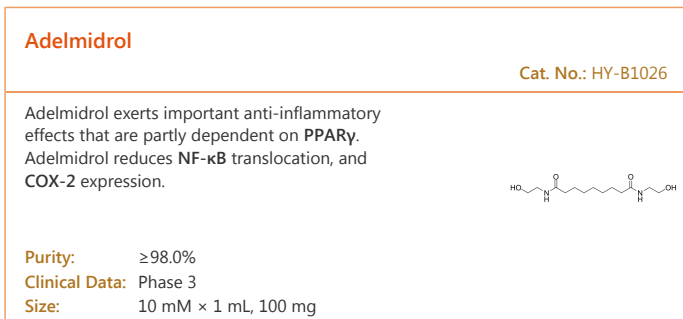 Adelmidrol
Cat. No.: HY-B1026
Adelmidrol exerts important anti-inflammatory
effects that are partly dependent on PPARγ.
Adelmidrol reduces NF-κB translocation, and
COX-2 expression.
O O
HO N N OH
H H
Purity: ≥98.0%
Clinical Data: Phase 3
Size: 10 mM × 1 mL, 100 mg